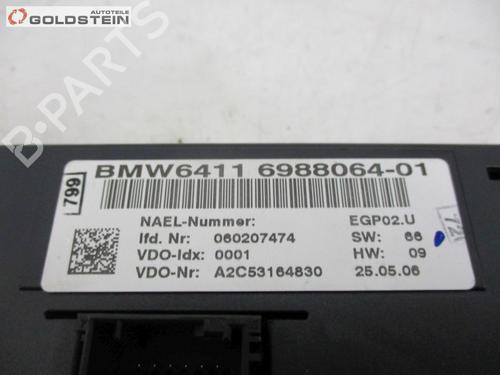 AUTOTEILE
GOLDSTEIN
B-PARTS
799
BMW6411 6988064-01
NAEL-Nummer: EGP02.U
lfd. Nr: 060207474 SW: 66
VDO-Idx: 0001 HW: 09
VDO-Nr: A2C53164830 25.05.06
72